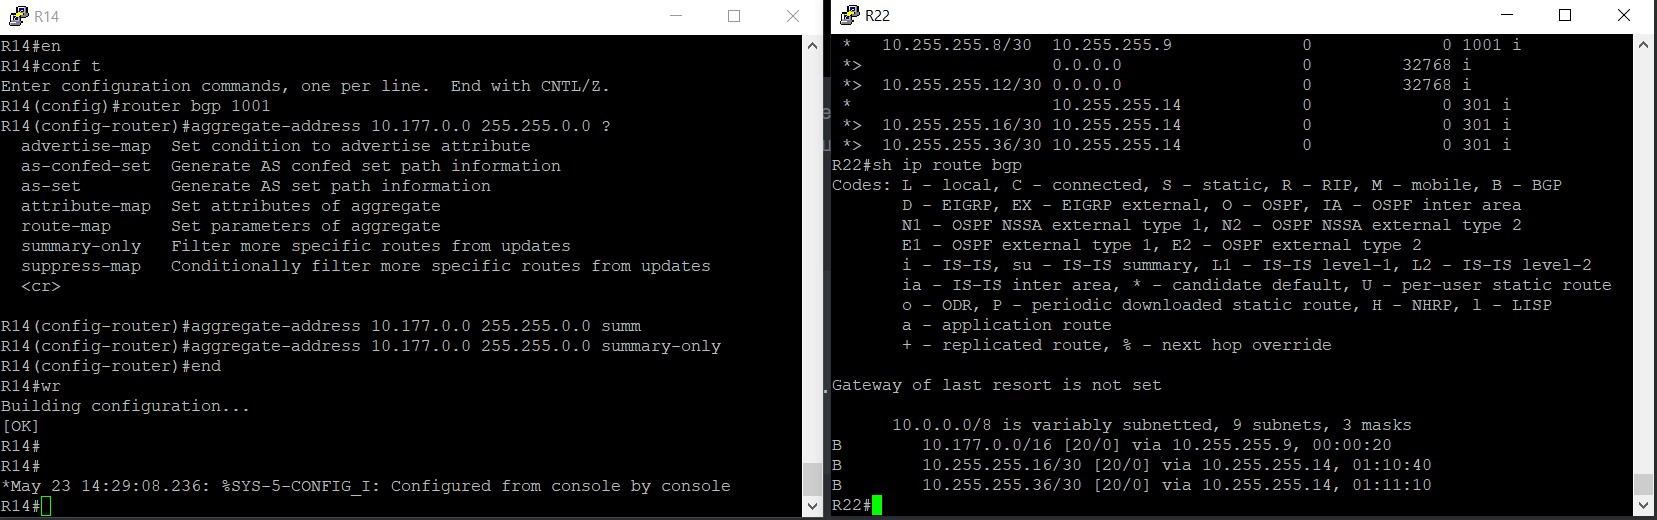 R14
R14#en
R14#conf t
Enter configuration commands, one per line.  End with CNTL/Z.
R14(config)#router bgp 1001
R14(config-router)#aggregate-address 10.177.0.0 255.255.0.0 ?
  advertise-map  Set condition to advertise attribute
  as-confed-set  Generate AS confed set path information
  as-set         Generate AS set path information
  attribute-map  Set attributes of aggregate
  route-map      Set parameters of aggregate
  summary-only   Filter more specific routes from updates
  suppress-map   Conditionally filter more specific routes from updates
  <cr>
R14(config-router)#aggregate-address 10.177.0.0 255.255.0.0 summ
R14(config-router)#aggregate-address 10.177.0.0 255.255.0.0 summary-only
R14(config-router)#end
R14#wr
Building configuration...
[OK]
R14#
R14#
*May 23 14:29:08.236: %SYS-5-CONFIG_I: Configured from console by console
R14#
R22
 *   10.255.255.8/30  10.255.255.9             0             0 1001 i
 *>                   0.0.0.0                  0         32768 i
 *>  10.255.255.12/30 0.0.0.0                  0         32768 i
 *                    10.255.255.14            0             0 301 i
 *>  10.255.255.16/30 10.255.255.14            0             0 301 i
 *>  10.255.255.36/30 10.255.255.14            0             0 301 i
R22#sh ip route bgp
Codes: L - local, C - connected, S - static, R - RIP, M - mobile, B - BGP
       D - EIGRP, EX - EIGRP external, O - OSPF, IA - OSPF inter area
       N1 - OSPF NSSA external type 1, N2 - OSPF NSSA external type 2
       E1 - OSPF external type 1, E2 - OSPF external type 2
       i - IS-IS, su - IS-IS summary, L1 - IS-IS level-1, L2 - IS-IS level-2
       ia - IS-IS inter area, * - candidate default, U - per-user static route
       o - ODR, P - periodic downloaded static route, H - NHRP, l - LISP
       a - application route
       + - replicated route, % - next hop override
Gateway of last resort is not set
      10.0.0.0/8 is variably subnetted, 9 subnets, 3 masks
B        10.177.0.0/16 [20/0] via 10.255.255.9, 00:00:20
B        10.255.255.16/30 [20/0] via 10.255.255.14, 01:10:40
B        10.255.255.36/30 [20/0] via 10.255.255.14, 01:11:10
R22#